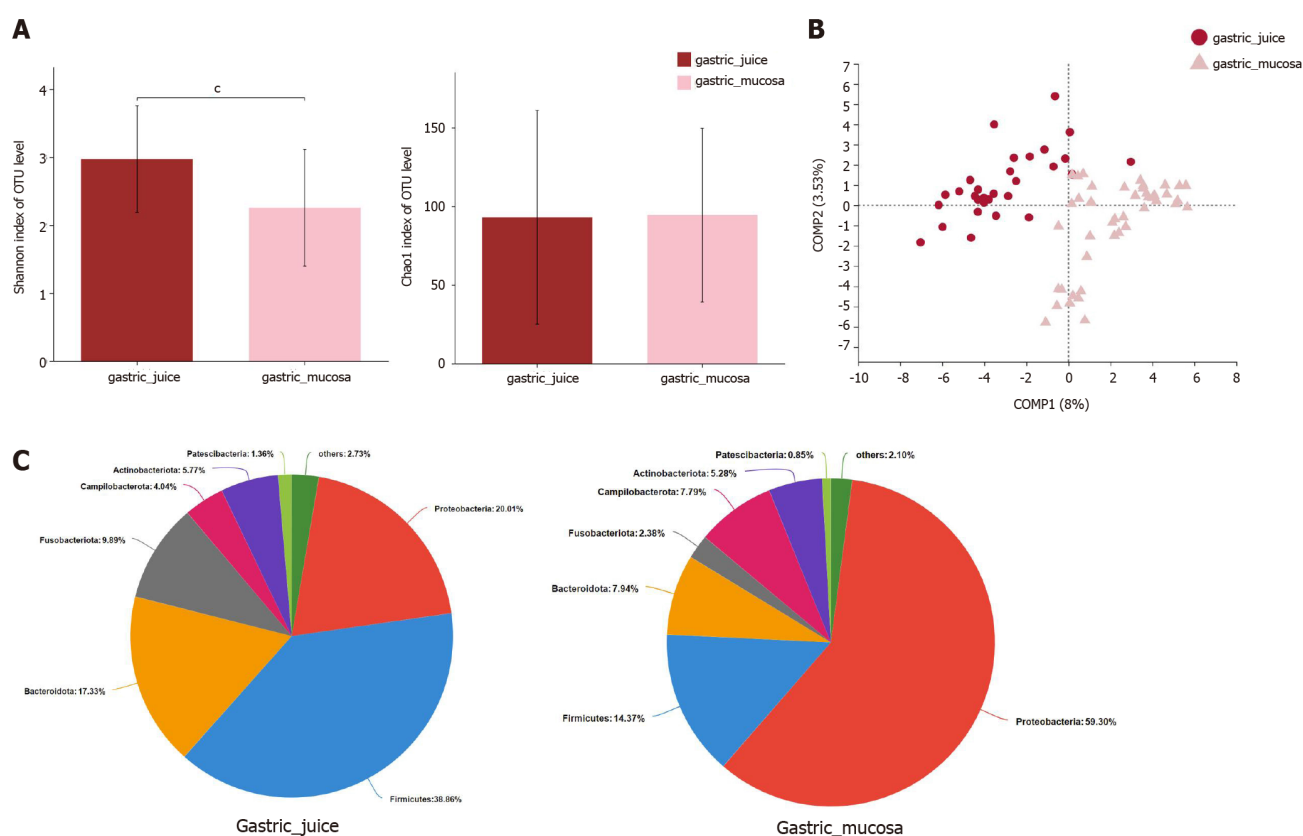 A
Shannon index of OTU level
4
3
2
1
0
c
gastric_juice
gastric_mucosa
Chao1 index of OTU level
150
100
50
0
gastric_juice
gastric_mucosa
gastric_juice
gastric_mucosa
B
gastric_juice
gastric_mucosa
COMP2 (3.53%)
7
6
5
4
3
2
1
0
-1
-2
-3
-4
-5
-6
-7
-10
-8
-6
-4
-2
0
2
4
6
8
COMP1 (8%)
C
Patescibacteria: 1.36%
others: 2.73%
Actinobacteriota: 5.77%
Campilobacterota: 4.04%
Proteobacteria: 20.01%
Fusobacteriota: 9.89%
Bacteroidota: 17.33%
Firmicutes:38.86%
Gastric_juice
Patescibacteria: 0.85%
others: 2.10%
Actinobacteriota: 5.28%
Campilobacterota: 7.79%
Fusobacteriota: 2.38%
Bacteroidota: 7.94%
Firmicutes: 14.37%
Proteobacteria: 59.30%
Gastric_mucosa